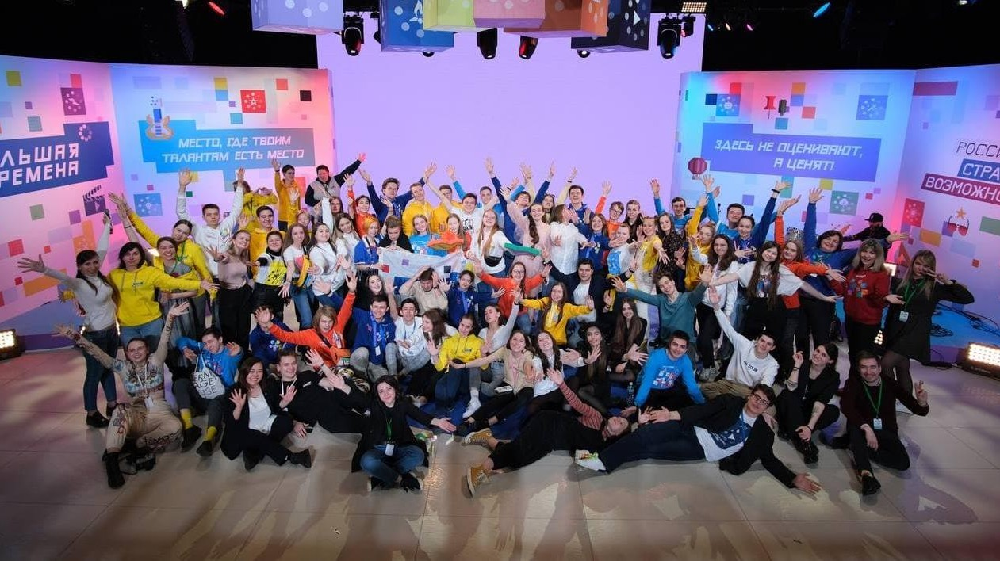 ЛЬШАЯ
РЕМЕНА
МЕСТО, ГДЕ ТВОИМ
ТАЛАНТАМ ЕСТЬ МЕСТО
ЗДЕСЬ НЕ ОЦЕНИВАЮТ,
А ЦЕНЯТ!
РОССИ
СТРА
ВОЗМОЖНО